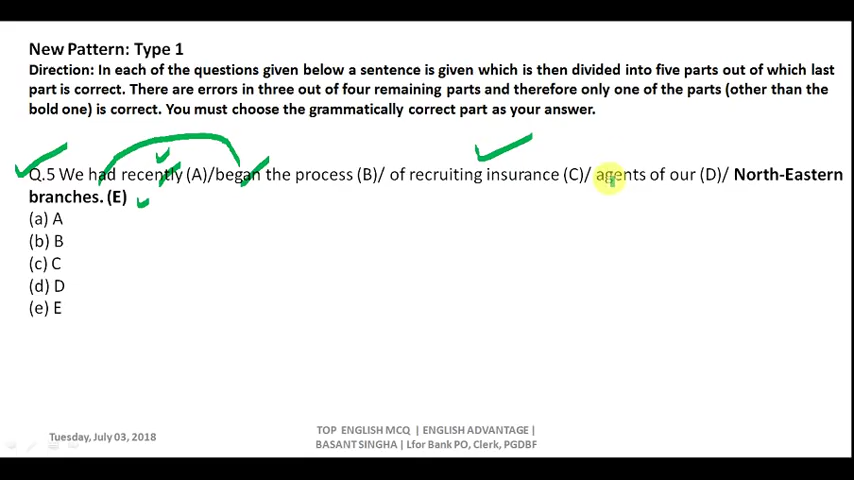 New Pattern: Type 1
Direction: In each of the questions given below a sentence is given which is then divided into five parts out of which last
part is correct. There are errors in three out of four remaining parts and therefore only one of the parts (other than the
bold one) is correct. You must choose the grammatically correct part as your answer.
Q.5 We had recently (A)/began the process (B)/ of recruiting insurance (C)/ agents of our (D)/ North-Eastern
branches. (E)
(a) A
(b) B
(c) C
(d) D
(e) E
Tuesday, July 03, 2018
TOP ENGLISH MCQ | ENGLISH ADVANTAGE |
BASANT SINGHA | Lfor Bank PO, Clerk, PGDBF